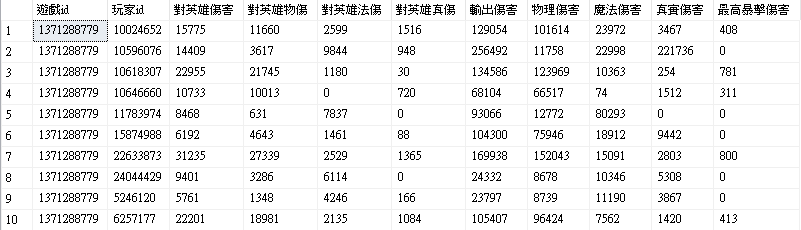 遊戲id 玩家id 對英雄傷害 對英雄物傷 對英雄法傷 對英雄真傷 輸出傷害 物理傷害 魔法傷害 真實傷害 最高暴擊傷害
1 1371288779 10024652 15775 11660 2599 1516 129054 101614 23972 3467 408
2 1371288779 10596076 14409 3617 9844 948 256492 11758 22998 221736 0
3 1371288779 10618307 22955 21745 1180 30 134586 123969 10363 254 781
4 1371288779 10646660 10733 10013 0 720 68104 66517 74 1512 311
5 1371288779 11783974 8468 631 7837 0 93066 12772 80293 0 0
6 1371288779 15874988 6192 4643 1461 88 104300 75946 18912 9442 0
7 1371288779 22633873 31235 27339 2529 1365 169938 152043 15091 2803 800
8 1371288779 24044429 9401 3286 6114 0 24332 8678 10346 5308 0
9 1371288779 5246120 5761 1348 4246 166 23797 8739 11190 3867 0
10 1371288779 6257177 22201 18981 2135 1084 105407 96424 7562 1420 413